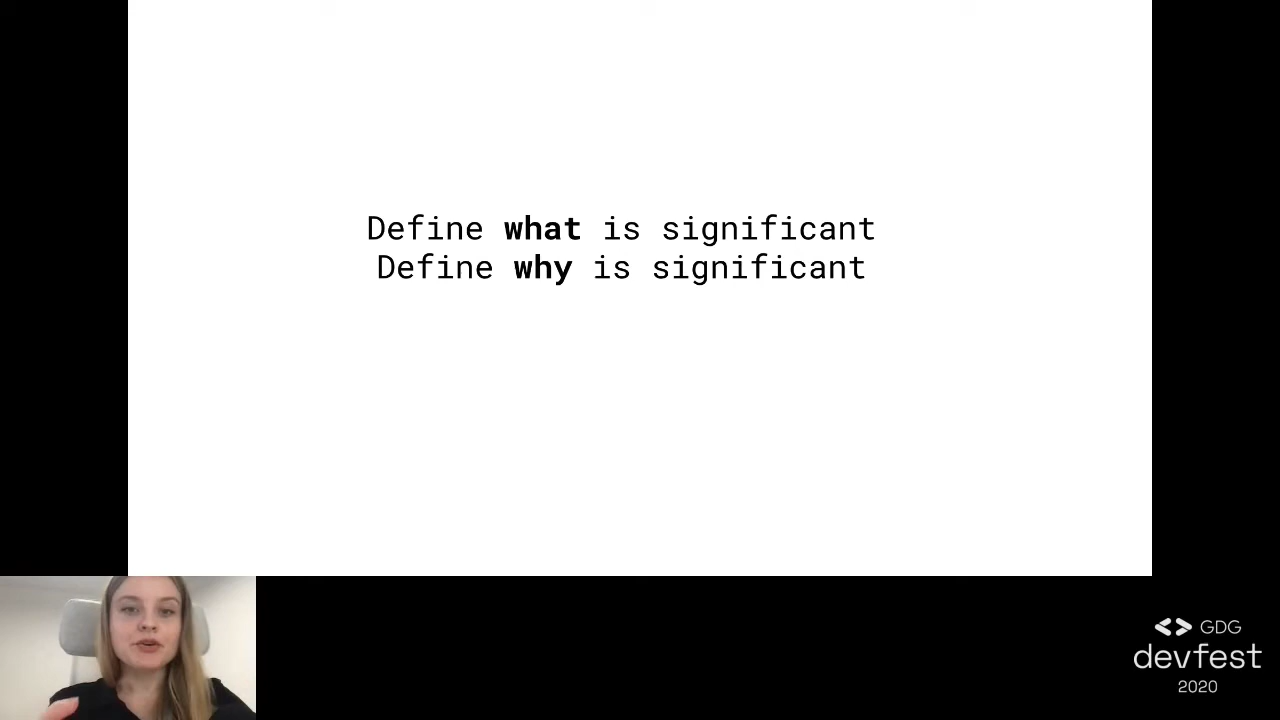 Define what is significant
Define why is significant
GDG
devfest
2020